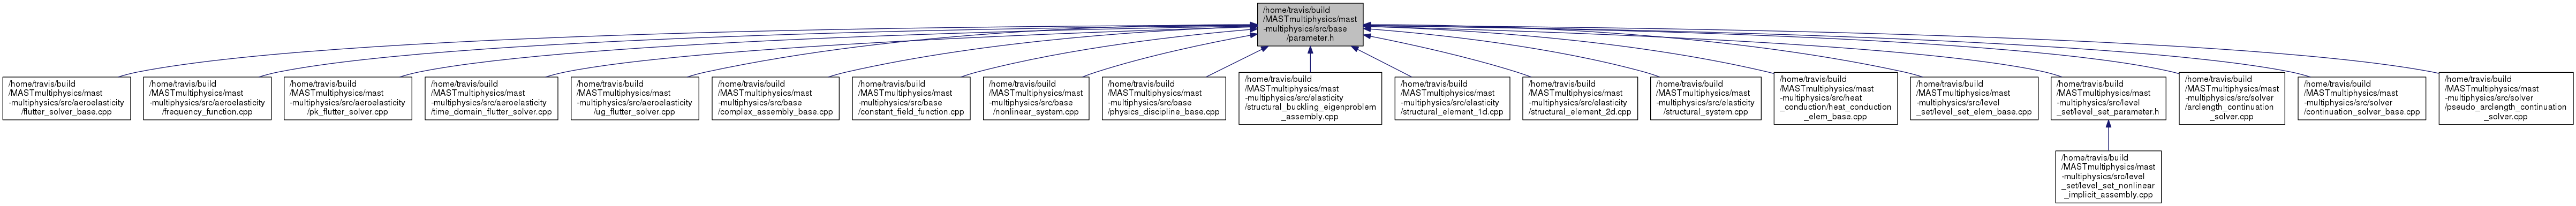 /home/travis/build
/MASTmultiphysics/mast
-multiphysics/src/base
/parameter.h
/home/travis/build
/MASTmultiphysics/mast
-multiphysics/src/aeroelasticity
/flutter_solver_base.cpp
/home/travis/build
/MASTmultiphysics/mast
-multiphysics/src/aeroelasticity
/frequency_function.cpp
/home/travis/build
/MASTmultiphysics/mast
-multiphysics/src/aeroelasticity
/pk_flutter_solver.cpp
/home/travis/build
/MASTmultiphysics/mast
-multiphysics/src/aeroelasticity
/time_domain_flutter_solver.cpp
/home/travis/build
/MASTmultiphysics/mast
-multiphysics/src/aeroelasticity
/ug_flutter_solver.cpp
/home/travis/build
/MASTmultiphysics/mast
-multiphysics/src/base
/complex_assembly_base.cpp
/home/travis/build
/MASTmultiphysics/mast
-multiphysics/src/base
/constant_field_function.cpp
/home/travis/build
/MASTmultiphysics/mast
-multiphysics/src/base
/nonlinear_system.cpp
/home/travis/build
/MASTmultiphysics/mast
-multiphysics/src/base
/physics_discipline_base.cpp
/home/travis/build
/MASTmultiphysics/mast
-multiphysics/src/elasticity
/structural_buckling_eigenproblem
_assembly.cpp
/home/travis/build
/MASTmultiphysics/mast
-multiphysics/src/elasticity
/structural_element_1d.cpp
/home/travis/build
/MASTmultiphysics/mast
-multiphysics/src/elasticity
/structural_element_2d.cpp
/home/travis/build
/MASTmultiphysics/mast
-multiphysics/src/elasticity
/structural_system.cpp
/home/travis/build
/MASTmultiphysics/mast
-multiphysics/src/heat
_conduction/heat_conduction
_elem_base.cpp
/home/travis/build
/MASTmultiphysics/mast
-multiphysics/src/level
_set/level_set_elem_base.cpp
/home/travis/build
/MASTmultiphysics/mast
-multiphysics/src/level
_set/level_set_parameter.h
/home/travis/build
/MASTmultiphysics/mast
-multiphysics/src/solver
/arclength_continuation
_solver.cpp
/home/travis/build
/MASTmultiphysics/mast
-multiphysics/src/solver
/continuation_solver_base.cpp
/home/travis/build
/MASTmultiphysics/mast
-multiphysics/src/solver
/pseudo_arclength_continuation
_solver.cpp
/home/travis/build
/MASTmultiphysics/mast
-multiphysics/src/level
_set/level_set_nonlinear
_implicit_assembly.cpp